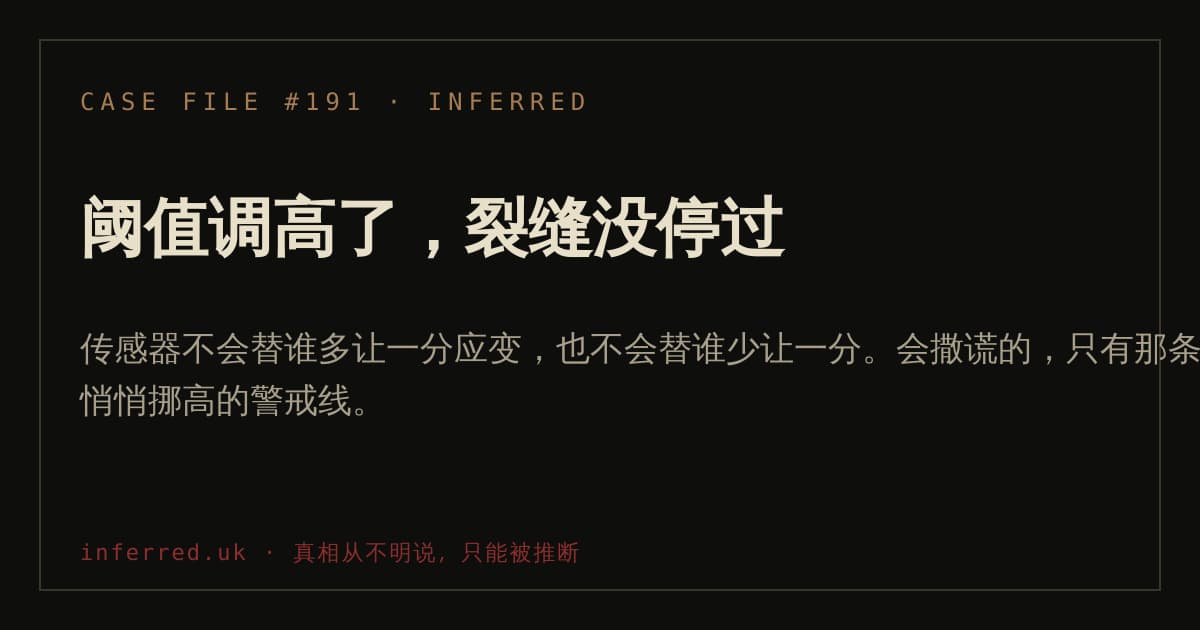 CASE FILE #191 · INFERRED
阈值调高了，裂缝没停过
传感器不会替谁多让一分应变，也不会替谁少让一分。会撒谎的，只有那条
悄悄挪高的警戒线。
inferred.uk · 真相从不明说，只能被推断